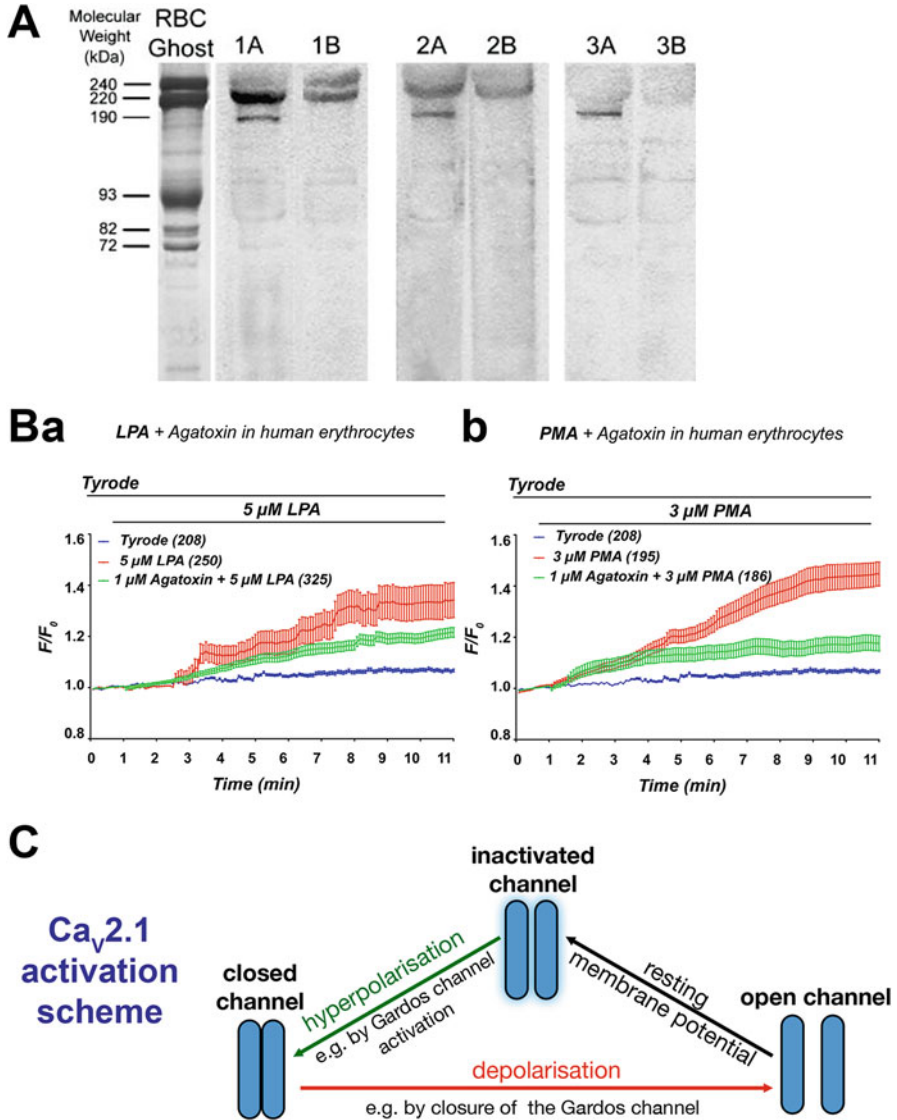 A
Molecular
Weight
(kDa)
RBC
Ghost
1A 1B 2A 2B 3A 3B
240
220
190
93
82
72
Ba
LPA + Agatoxin in human erythrocytes
Tyrode
5 µM LPA
1.6
1.4
1.2
1.0
0.8
F/F0
Tyrode (208)
5 µM LPA (250)
1 µM Agatoxin + 5 µM LPA (325)
0 1 2 3 4 5 6 7 8 9 10 11
Time (min)
b
PMA + Agatoxin in human erythrocytes
Tyrode
3 µM PMA
1.6
1.4
1.2
1.0
0.8
F/F0
Tyrode (208)
3 µM PMA (195)
1 µM Agatoxin + 3 µM PMA (186)
0 1 2 3 4 5 6 7 8 9 10 11
Time (min)
C
CaV2.1
activation
scheme
inactivated
channel
closed
channel
open channel
hyperpolarisation
e.g. by Gardos channel
activation
resting
membrane potential
depolarisation
e.g. by closure of the Gardos channel